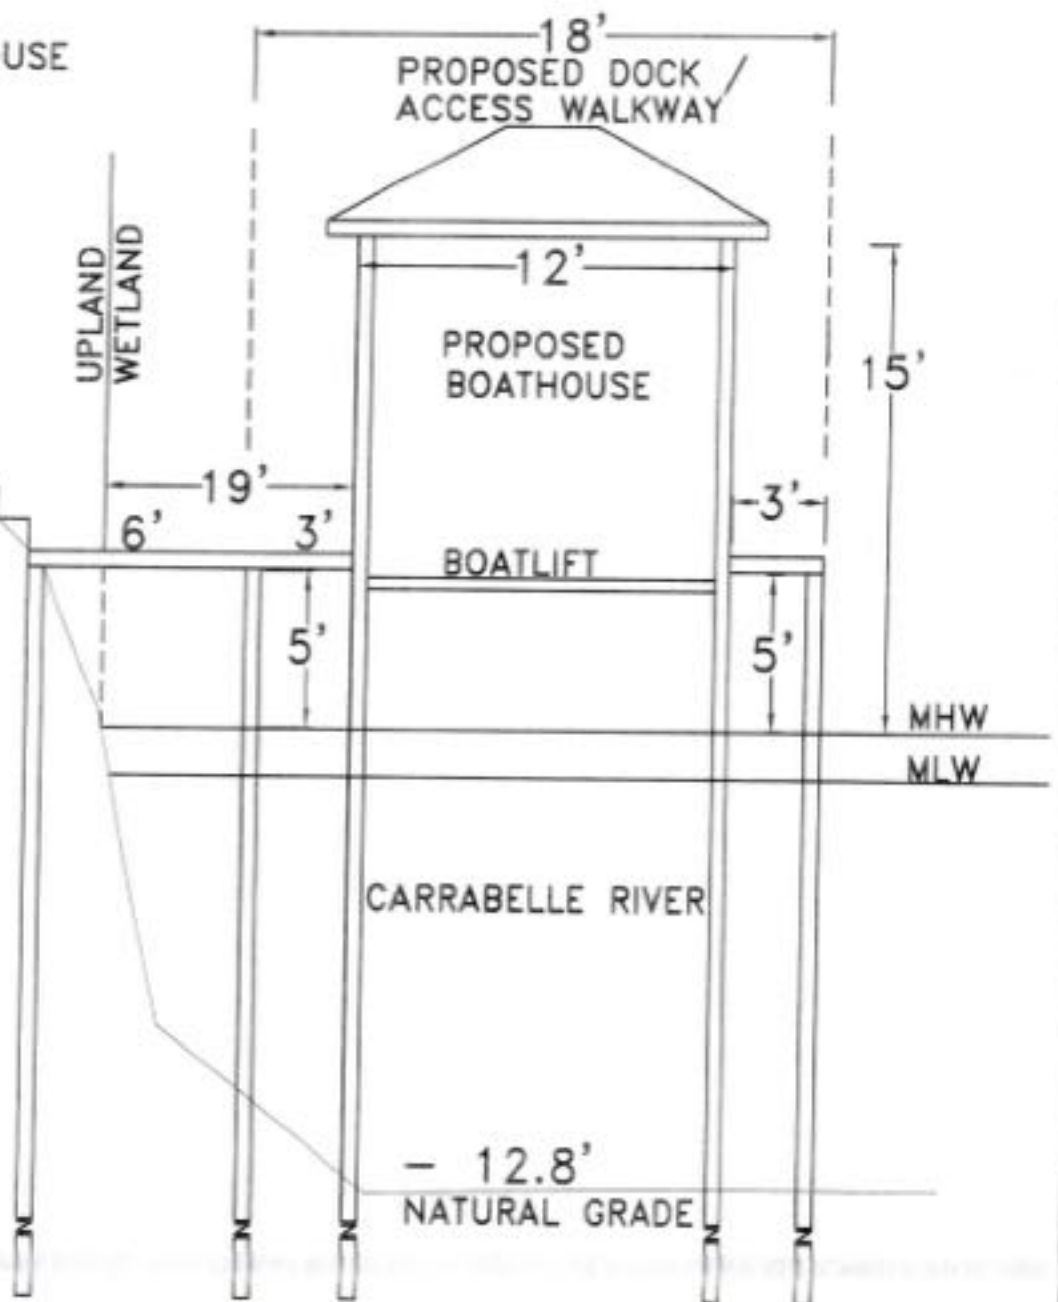 USE
18'
PROPOSED DOCK
ACCESS WALKWAY
UPLAND
WETLAND
12'
PROPOSED
BOATHOUSE
15'
19'
3'
6'
3'
BOATLIFT
5'
5'
MHW
MLW
CARRABELLE RIVER
- 12.8'
NATURAL GRADE
N
N
N
N
N